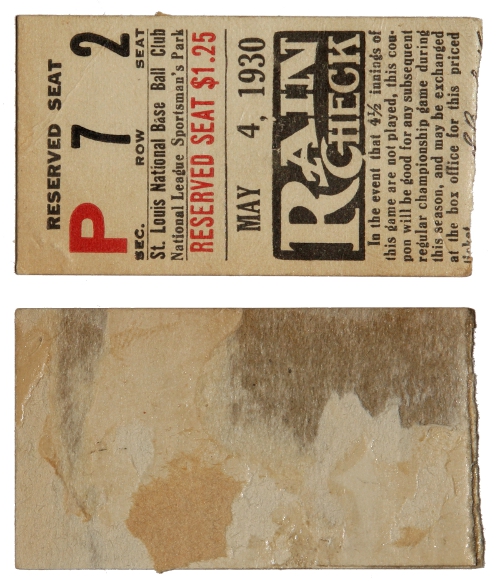 RESERVED SEAT
P 7 2
SEC. ROW SEAT
St. Louis National Base Ball Club
National League Sportsman's Park
RESERVED SEAT $1.25
MAY 4, 1930
RAIN
CHECK
In the event that 4½ innings of
this game are not played, this cou-
pon will be good for any subsequent
regular championship game during
this season, and may be exchanged
at the box office for this priced
ticket